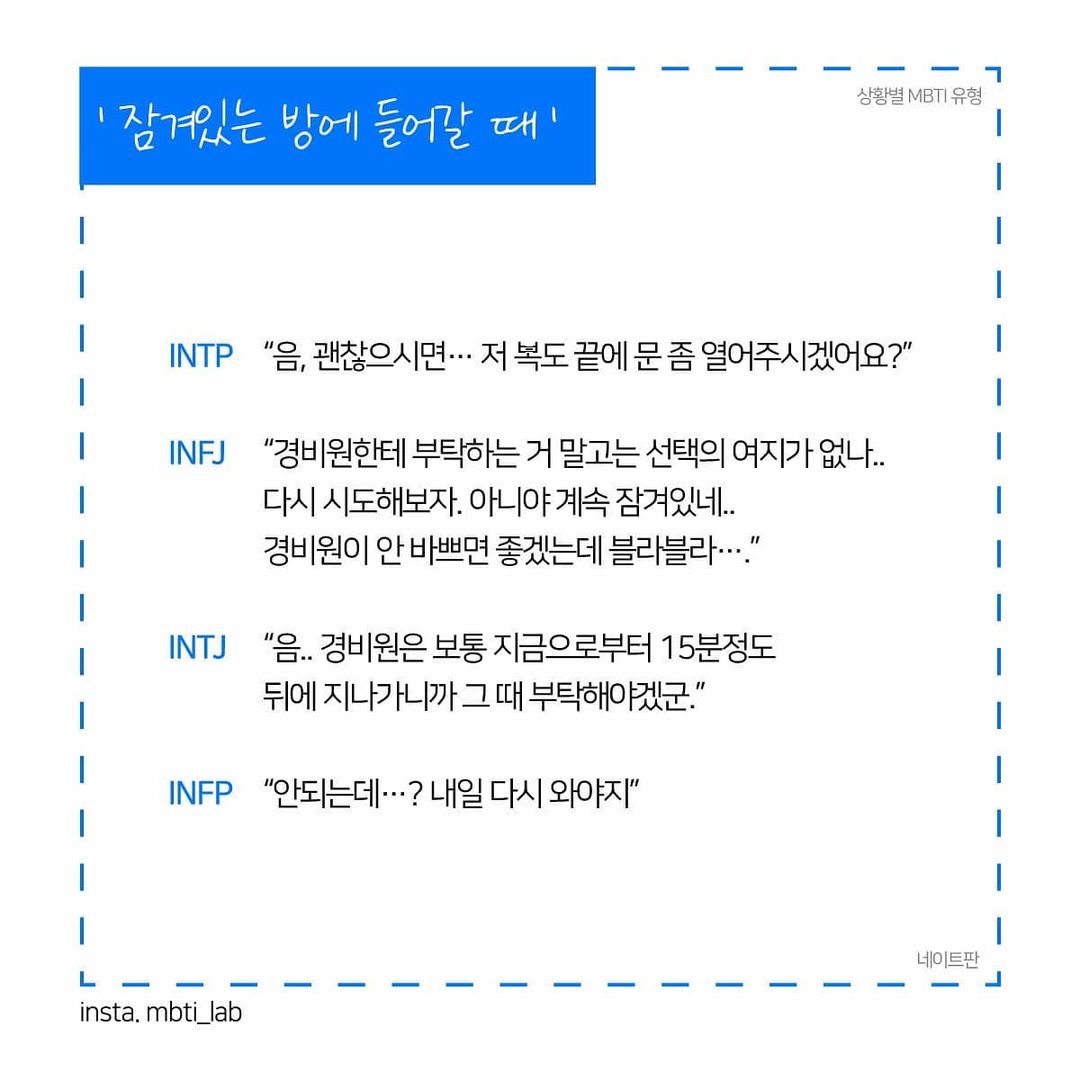 ' 잠겨있는 방에 들어갈 때 '
상황별 MBTI 유형
INTP “음, 괜찮으시면… 저 복도 끝에 문 좀 열어주시겠어요?”
INFJ “경비원한테 부탁하는 거 말고는 선택의 여지가 없나..
다시 시도해보자. 아니야 계속 잠겨있네..
경비원이 안 바쁘면 좋겠는데 블라블라….”
INTJ “음.. 경비원은 보통 지금으로부터 15분정도
뒤에 지나가니까 그 때 부탁해야겠군.”
INFP “안되는데…? 내일 다시 와야지”
네이트판
insta. mbti_lab